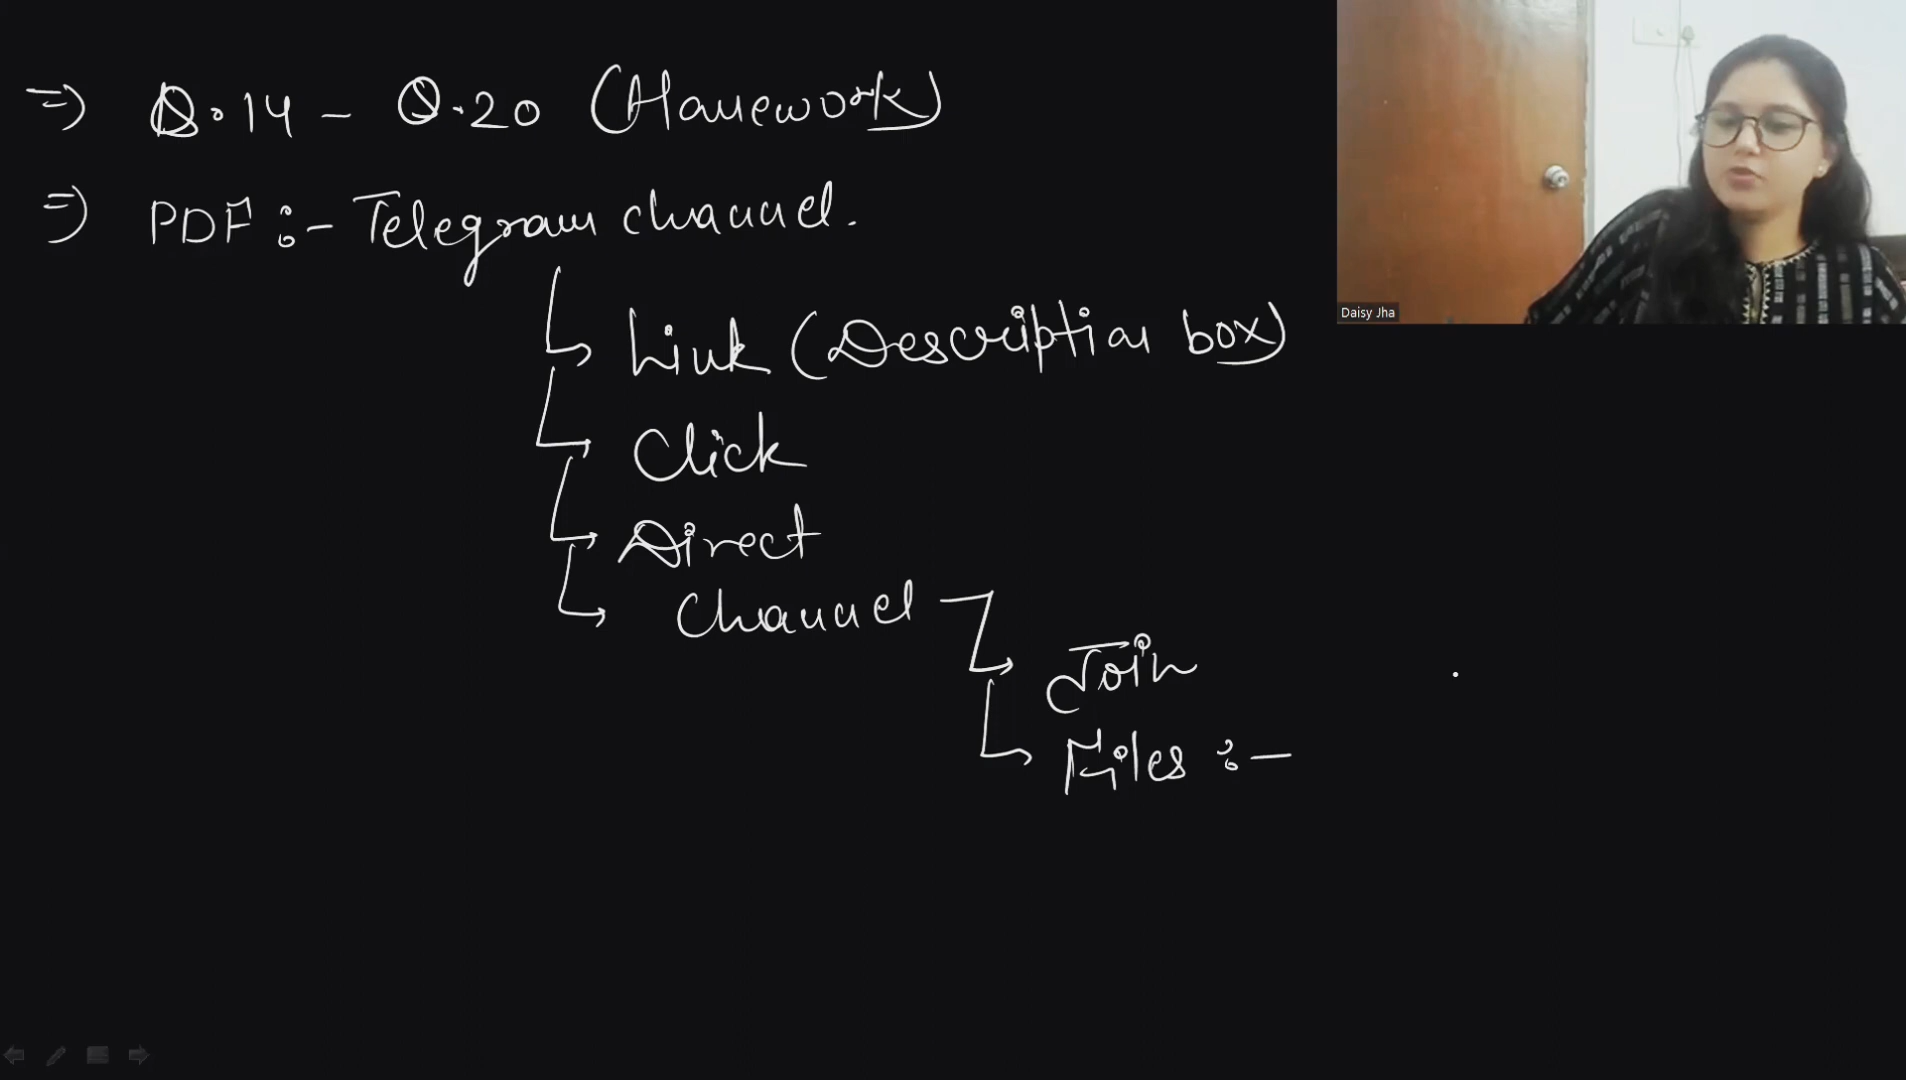 => Q.14 - Q.20 (Homework)
=> PDF :- Telegram channel.
Link (Description box)
Click
Direct
Channel
Join
Files :-
Daisy Jha